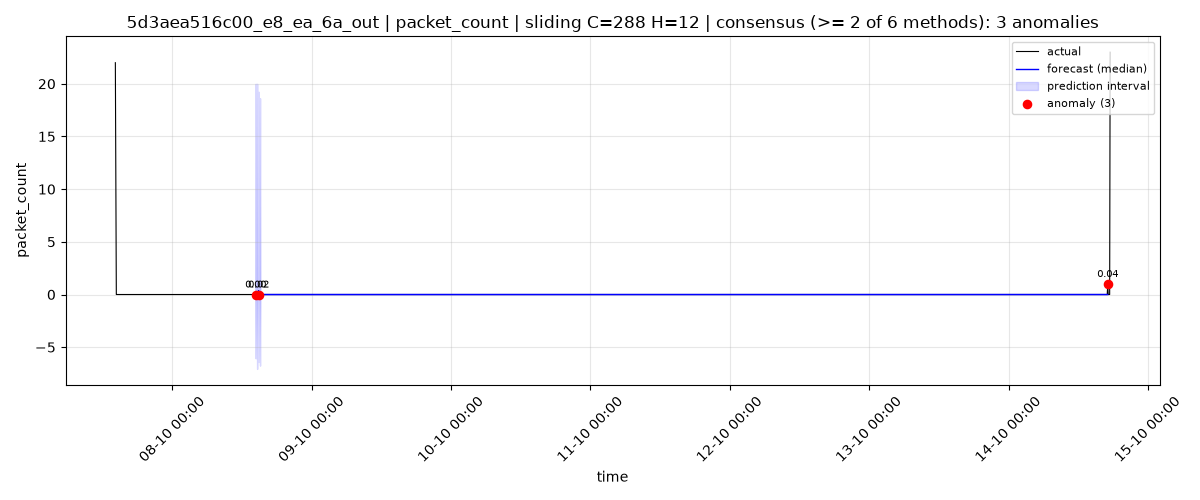 5d3aea516c00_e8_ea_6a_out | packet_count | sliding C=288 H=12 | consensus (>= 2 of 6 methods): 3 anomalies
actual
forecast (median)
prediction interval
anomaly (3)
packet_count
20
15
10
5
0
−5
0.02
0.04
08-10 00:00
09-10 00:00
10-10 00:00
11-10 00:00
12-10 00:00
13-10 00:00
14-10 00:00
15-10 00:00
time